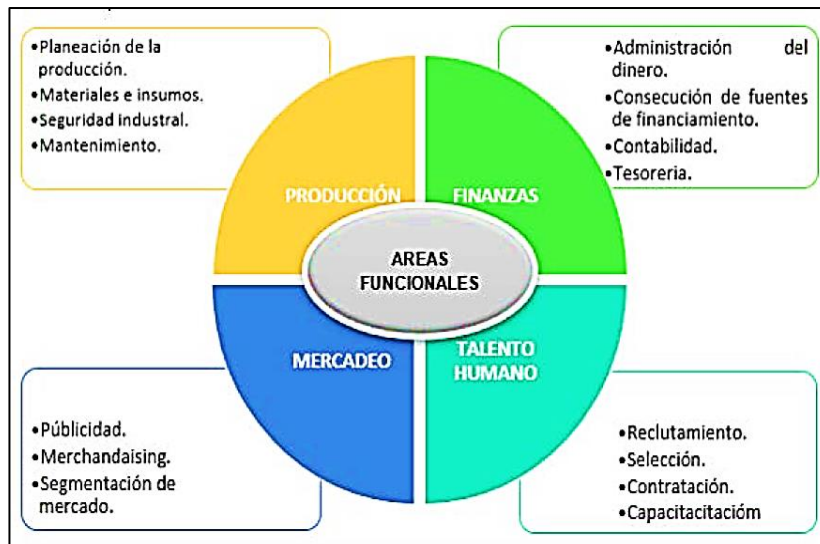 •Planeación de la
producción.
•Materiales e insumos.
•Seguridad industral.
•Mantenimiento.
•Administración del
dinero.
•Consecución de fuentes
de financiamiento.
•Contabilidad.
•Tesoreria.
PRODUCCIÓN
FINANZAS
AREAS
FUNCIONALES
MERCADEO
TALENTO
HUMANO
•Públicidad.
•Merchandaising.
•Segmentación de
mercado.
•Reclutamiento.
•Selección.
•Contratación.
•Capacitacitacióm